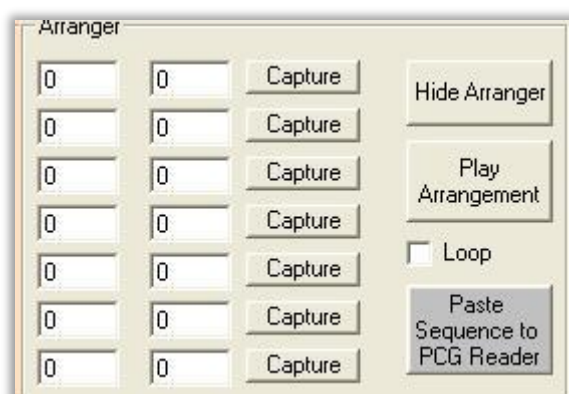 Arranger
0 0 Capture
Hide Arranger
0 0 Capture
0 0 Capture
Play
Arrangement
0 0 Capture
Loop
0 0 Capture
0 0 Capture
Paste
Sequence to
PCG Reader
0 0 Capture